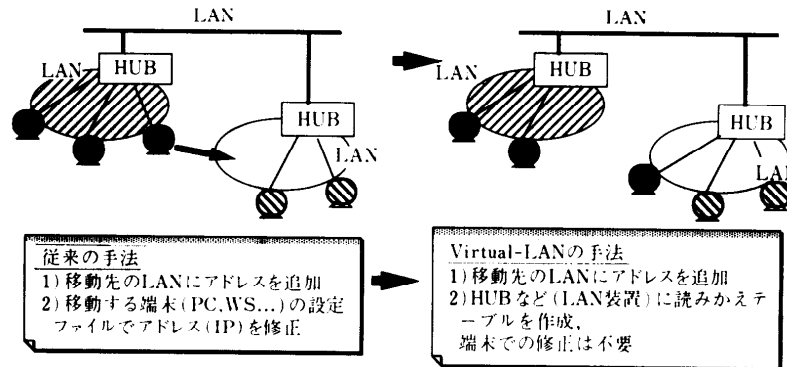 LAN
LAN
HUB
HUB
LAN
LAN
LAN
HUB
HUB
LAN
従来の手法
1)移動先のLANにアドレスを追加
2)移動する端末(PC,WS...)の設定
ファイルでアドレス(IP)を修正
Virtual-LANの手法
1)移動先のLANにアドレスを追加
2)HUBなど(LAN装置)に読みかえテ
ーブルを作成,
端末での修正は不要